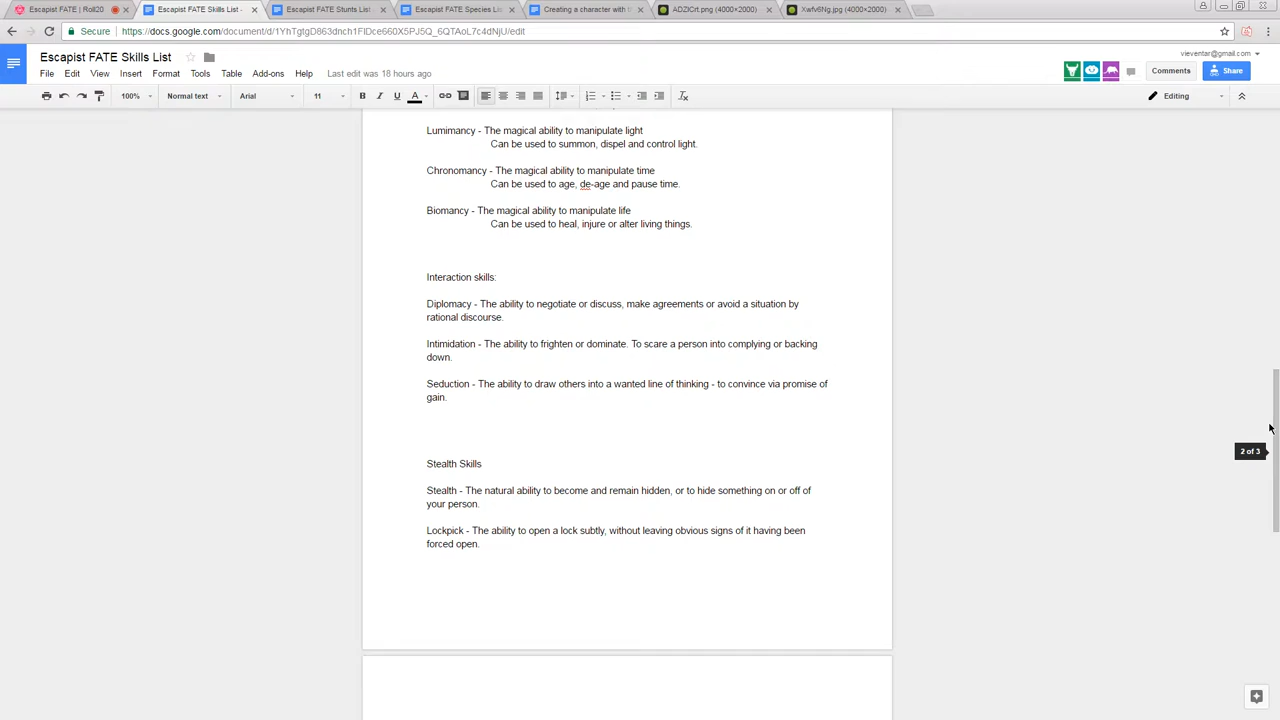 Escapist FATE | Roll20
Escapist FATE Skills List -
Escapist FATE Stunts List
Escapist FATE Species Lis
Creating a character with t
ADZlCrt.png (4000×2000)
Xwfv6Ng.jpg (4000×2000)
Secure
https://docs.google.com/document/d/1YhTgtgD863dnch1FlDce660X5PJ5Q_6QTAoL7c4dNjU/edit
Escapist FATE Skills List
vieventar@gmail.com
File Edit View Insert Format Tools Table Add-ons Help Last edit was 18 hours ago
Comments
Share
100% Normal text Arial 11 B I U A Editing
Lumimancy - The magical ability to manipulate light
Can be used to summon, dispel and control light.
Chronomancy - The magical ability to manipulate time
Can be used to age, de-age and pause time.
Biomancy - The magical ability to manipulate life
Can be used to heal, injure or alter living things.
Interaction skills:
Diplomacy - The ability to negotiate or discuss, make agreements or avoid a situation by
rational discourse.
Intimidation - The ability to frighten or dominate. To scare a person into complying or backing
down.
Seduction - The ability to draw others into a wanted line of thinking - to convince via promise of
gain.
2 of 3
Stealth Skills
Stealth - The natural ability to become and remain hidden, or to hide something on or off of
your person.
Lockpick - The ability to open a lock subtly, without leaving obvious signs of it having been
forced open.